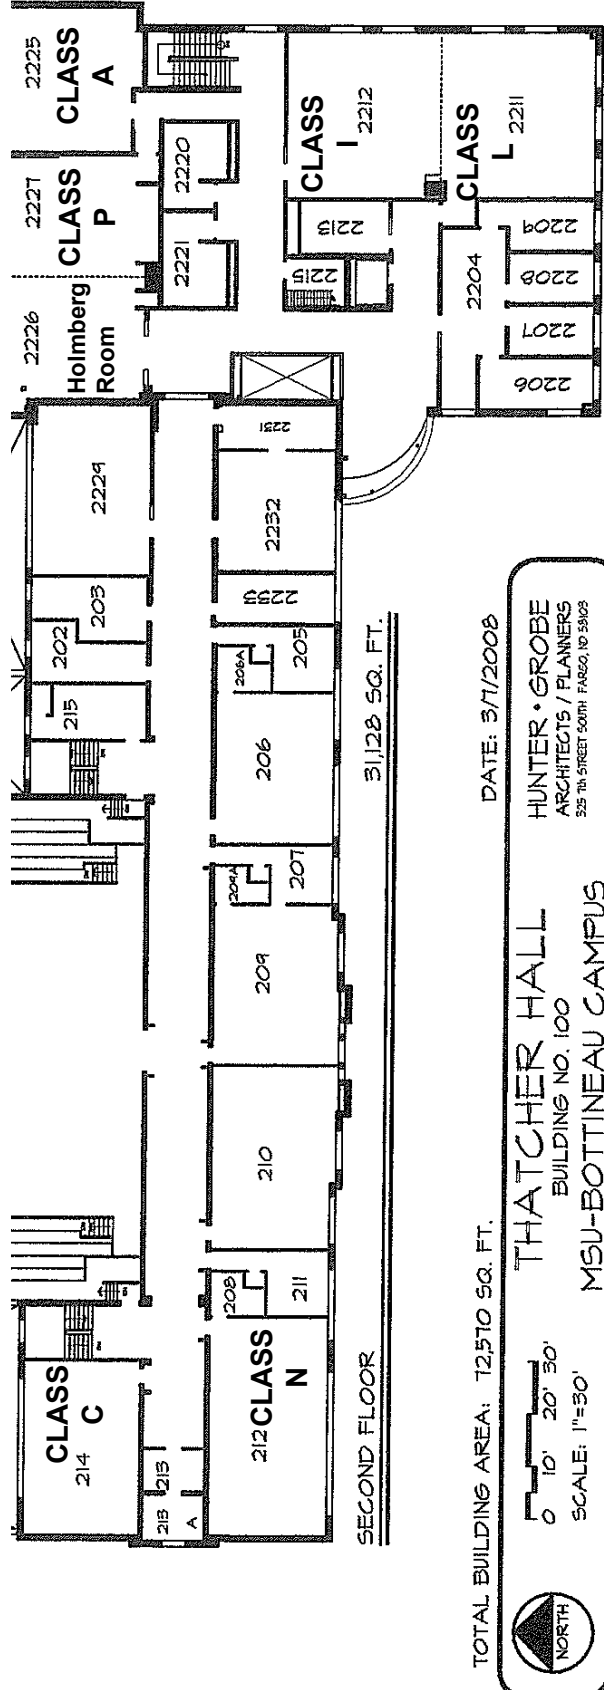 2225
CLASS
A
2227
CLASS
P
2226
Holmberg
Room
2220
2221
CLASS
I
2212
CLASS
L
2211
2213
2215
2204
2209
2208
2207
2206
2229
2231
2232
2233
203
202
215
205
206A
206
207
209A
209
210
211
208
CLASS
C
214
213
213
A
212
CLASS
N
SECOND FLOOR
31,128 SQ. FT.
TOTAL BUILDING AREA: 72,570 SQ. FT.
DATE: 3/7/2008
NORTH
0 10' 20' 30'
SCALE: 1"=30'
THATCHER HALL
BUILDING NO. 100
MSU-BOTTINEAU CAMPUS
HUNTER • GROBE
ARCHITECTS / PLANNERS
525 7th STREET SOUTH FARGO, ND 58103